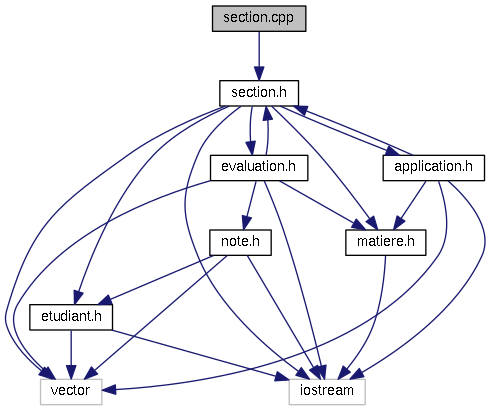 section.cpp
section.h
evaluation.h
application.h
note.h
matiere.h
etudiant.h
vector
iostream